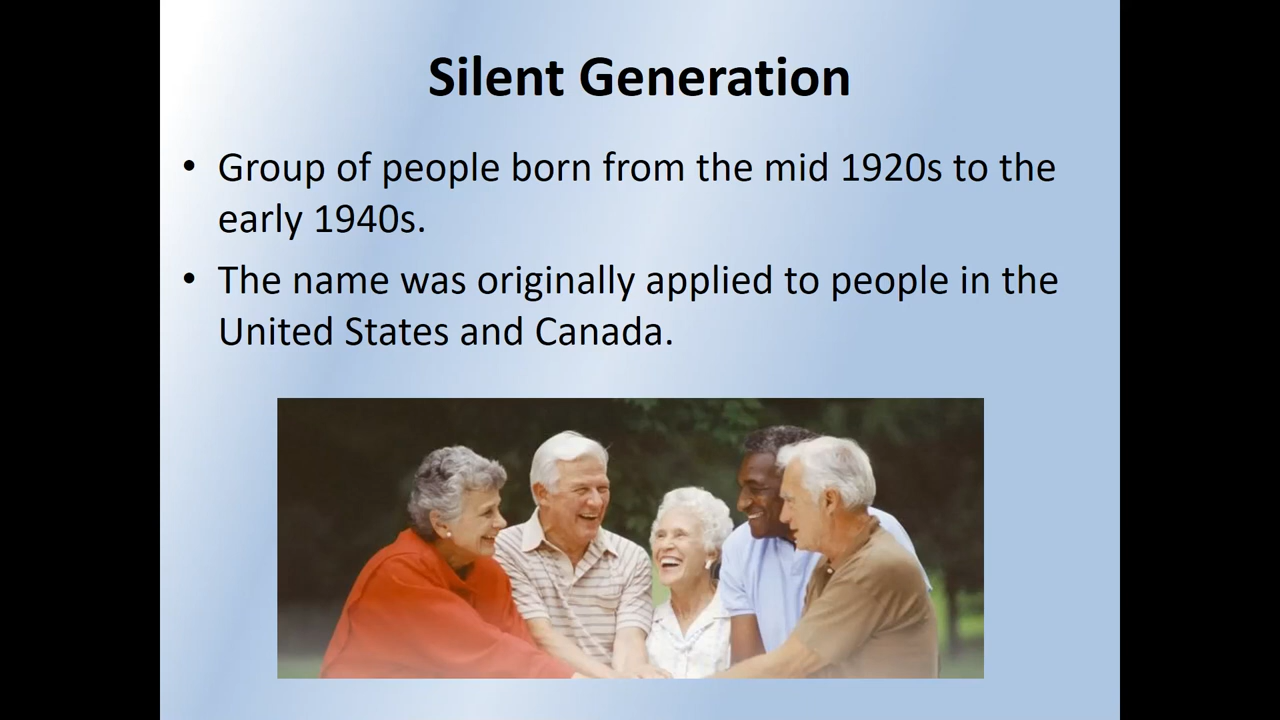 Silent Generation
• Group of people born from the mid 1920s to the
early 1940s.
• The name was originally applied to people in the
United States and Canada.